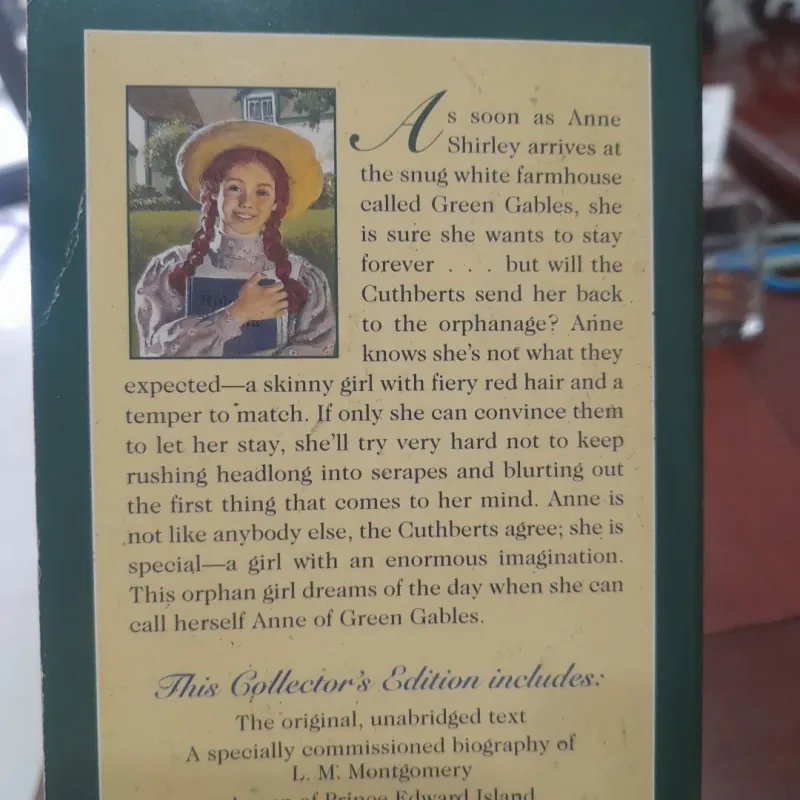 As soon as Anne
Shirley arrives at
the snug white farmhouse
called Green Gables, she
is sure she wants to stay
forever . . . but will the
Cuthberts send her back
to the orphanage? Anne
knows she's not what they
expected—a skinny girl with fiery red hair and a
temper to match. If only she can convince them
to let her stay, she'll try very hard not to keep
rushing headlong into scrapes and blurting out
the first thing that comes to her mind. Anne is
not like anybody else, the Cuthberts agree; she is
special—a girl with an enormous imagination.
This orphan girl dreams of the day when she can
call herself Anne of Green Gables.
This Collector's Edition includes:
The original, unabridged text
A specially commissioned biography of
L. M. Montgomery
of Prince Edward Island